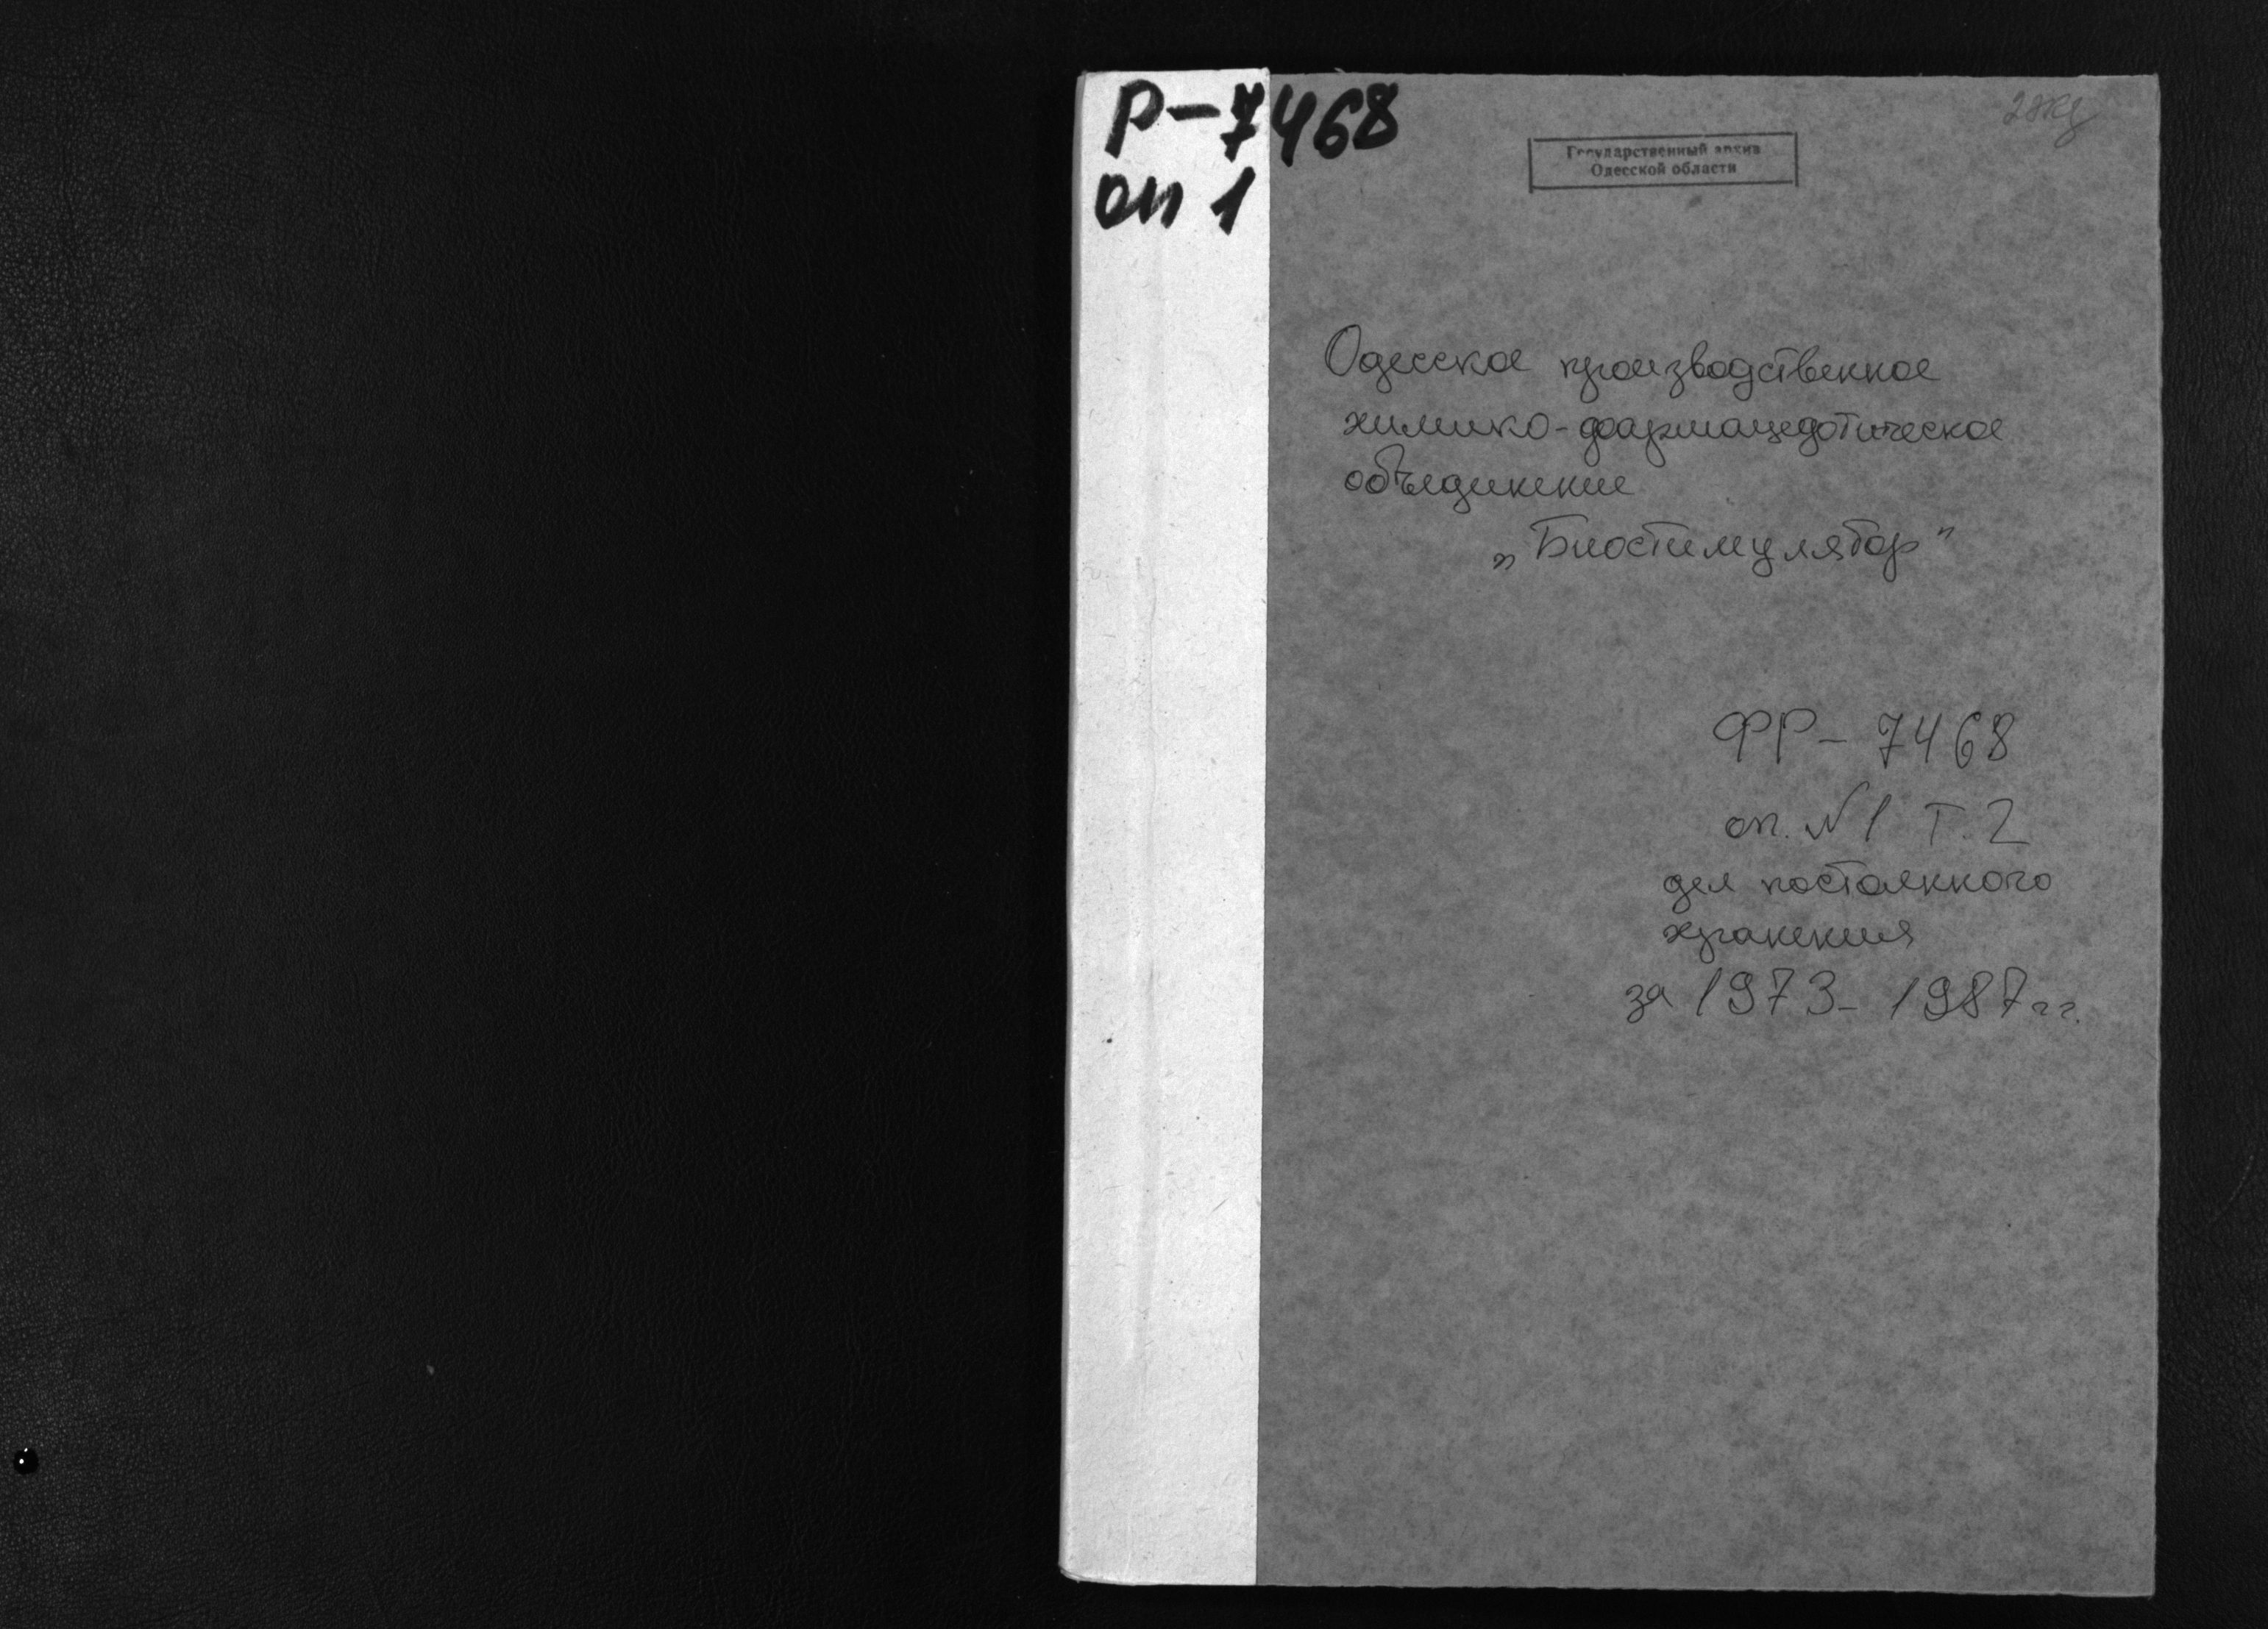 Р-7468
оп 1
Государственный архив
Одесской области
Одесское производственное
химико-фармацевтическое
объединение
„Биостимулятор"
ФР-7468
оп. №1 т.2
дел постоянного
хранения
за 1973-1987 гг.